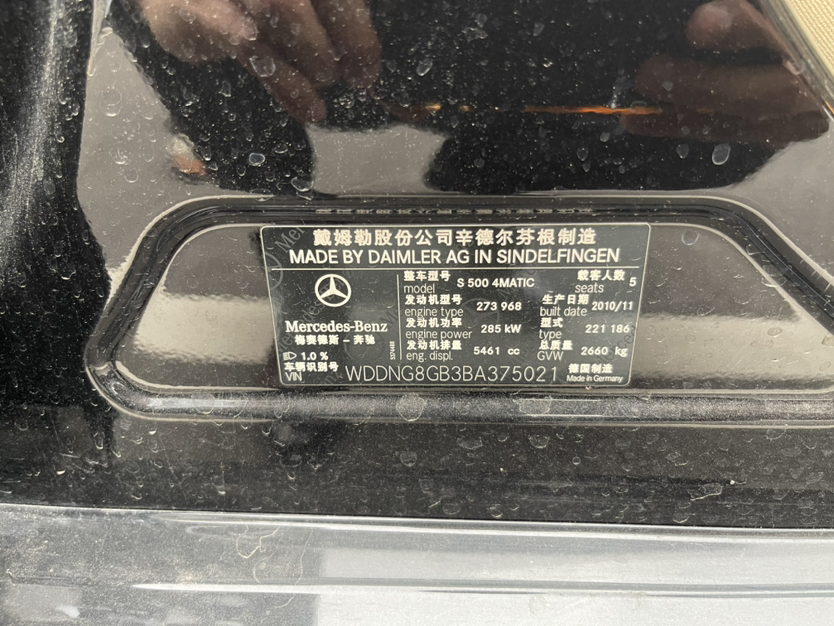 戴姆勒股份公司辛德尔芬根制造
MADE BY DAIMLER AG IN SINDELFINGEN
整车型号 model S 500 4MATIC 载客人数 seats 5
发动机型号 engine type 273 968 生产日期 built date 2010/11
发动机功率 engine power 285 kW 型式 type 221 186
发动机排量 eng. displ. 5461 cc 总质量 GVW 2660 kg
Mercedes-Benz
梅赛德斯－奔驰
1.0 %
车辆识别号 VIN WDDNG8GB3BA375021 德国制造 Made in Germany